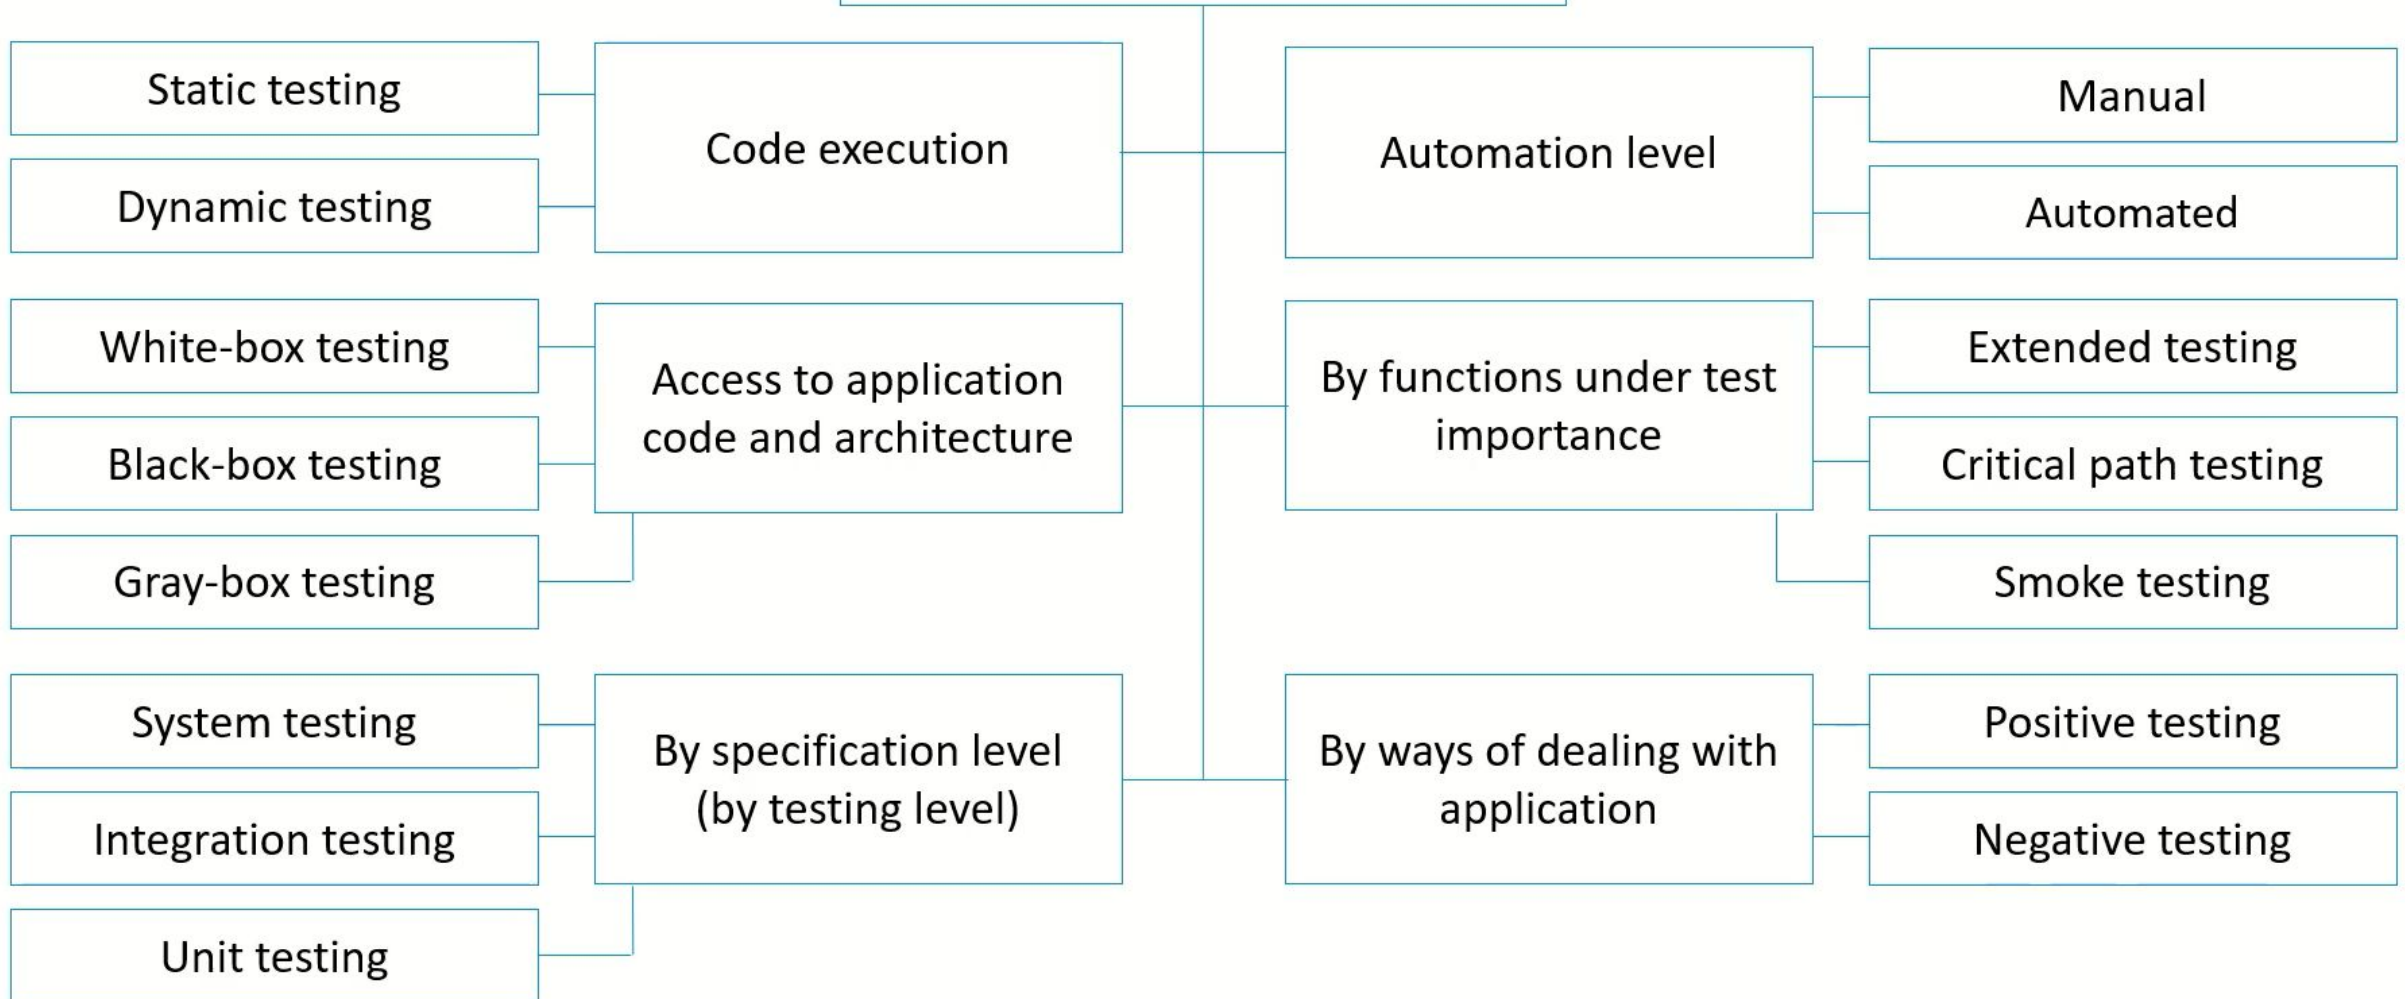 Static testing
Dynamic testing
Code execution
Automation level
Manual
Automated
White-box testing
Black-box testing
Gray-box testing
Access to application
code and architecture
By functions under test
importance
Extended testing
Critical path testing
Smoke testing
System testing
Integration testing
Unit testing
By specification level
(by testing level)
By ways of dealing with
application
Positive testing
Negative testing